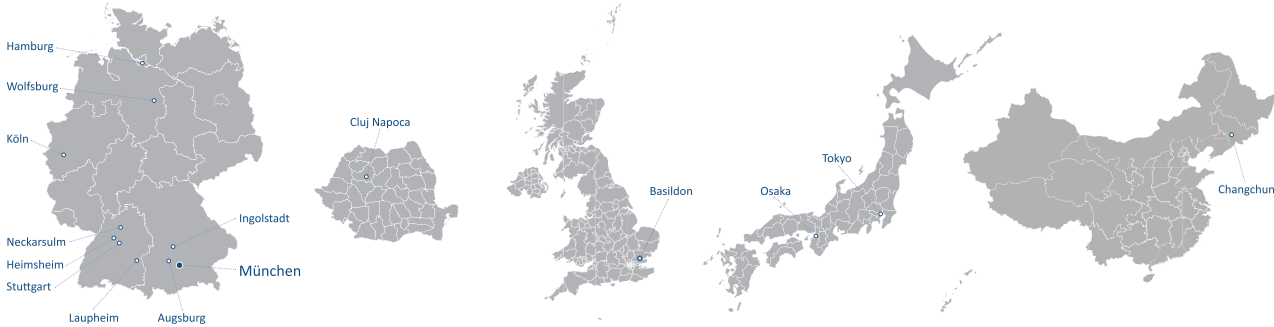 Hamburg
Wolfsburg
Köln
Neckarsulm
Heimsheim
Stuttgart
Laupheim
Augsburg
Ingolstadt
München
Cluj Napoca
Basildon
Osaka
Tokyo
Changchun